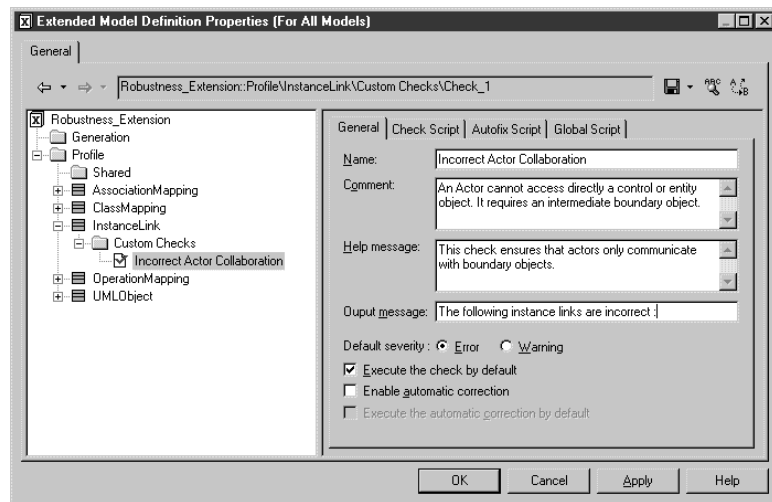 Extended Model Definition Properties (For All Models)
General
Robustness_Extension::Profile\InstanceLink\Custom Checks\Check_1
Robustness_Extension
Generation
Profile
Shared
AssociationMapping
ClassMapping
InstanceLink
Custom Checks
Incorrect Actor Collaboration
OperationMapping
UMLObject
General Check Script Autofix Script Global Script
Name: Incorrect Actor Collaboration
Comment: An Actor cannot access directly a control or entity
object. It requires an intermediate boundary object.
Help message: This check ensures that actors only communicate
with boundary objects.
Ouput message: The following instance links are incorrect :
Default severity : Error Warning
Execute the check by default
Enable automatic correction
Execute the automatic correction by default
OK Cancel Apply Help